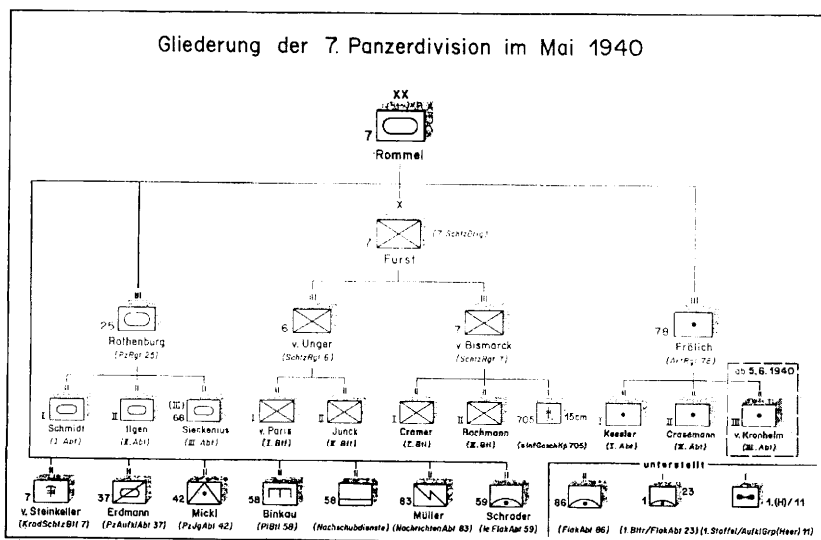 Gliederung der 7. Panzerdivision im Mai 1940
XX
7
Rommel
X
7
(7. SchtzBrig)
Fürst
III
25
Rothenburg
(PzRgt 25)
III
6
v. Unger
(SchtzRgt 6)
III
7
v. Bismarck
(SchtzRgt 7)
III
78
Frölich
(ArtRgt 78)
ab 5.6.1940
I
Schmidt
(I. Abt)
II
Ilgen
(II. Abt)
(III)
66
Sieckenius
(III. Abt)
I
v. Paris
(I. Btl)
II
Junck
(II. Btl)
I
Cramer
(I. Btl)
II
Bachmann
(II. Btl)
705
15cm
(sInfGeschKp 705)
I
Kessler
(I. Abt)
II
Crasemann
(II. Abt)
III
v. Kronhelm
(III. Abt)
unterstellt
7
v. Steinkeller
(KradSchtzBtl 7)
37
Erdmann
(PzAufklAbt 37)
42
Mickl
(PzJgAbt 42)
58
Binkau
(PiBtl 58)
58
(Nachschubdienste)
83
Müller
(NachrichtenAbt 83)
59
Schrader
(le FlakAbt 59)
86
(FlakAbt 86)
1
23
(1. Bttr/FlakAbt 23)
1.(H)/11
(1. Staffel/AufklGrp(Heer) 11)